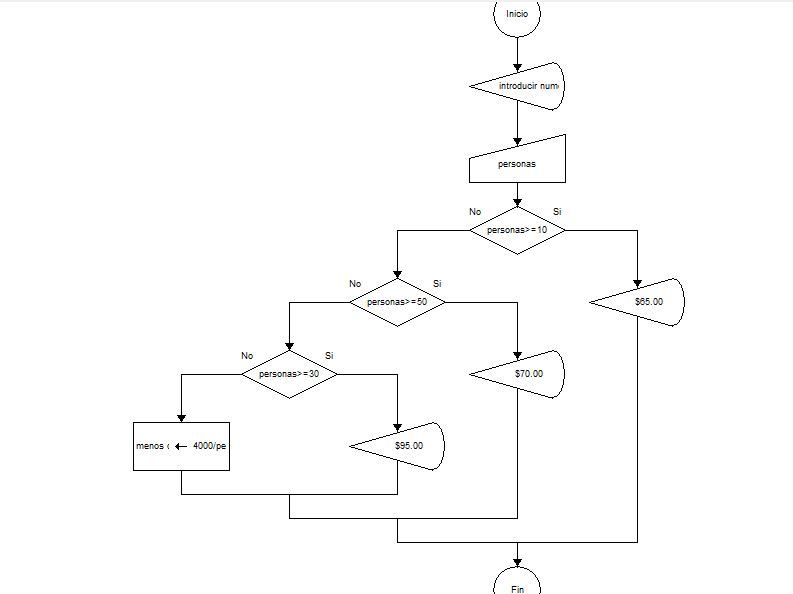 Inicio
introducir num
personas
No
Si
personas>=10
No
Si
personas>=50
$65.00
No
Si
personas>=30
$70.00
menos
4000/pe
$95.00
Fin